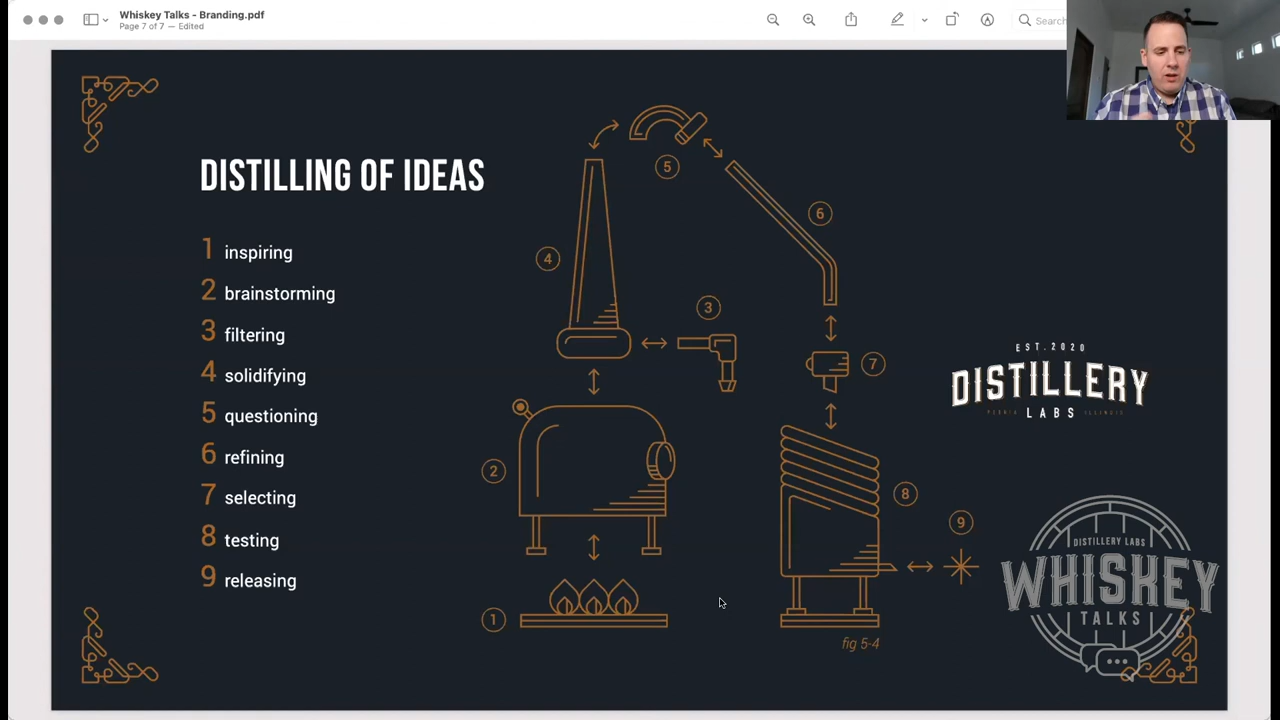 Whiskey Talks - Branding.pdf
Page 7 of 7 — Edited
Search
DISTILLING OF IDEAS
1 inspiring
2 brainstorming
3 filtering
4 solidifying
5 questioning
6 refining
7 selecting
8 testing
9 releasing
5
6
4
3
7
2
8
9
1
fig 5-4
EST. 2020
DISTILLERY
LABS
PEORIA ILLINOIS
DISTILLERY LABS
WHISKEY
TALKS